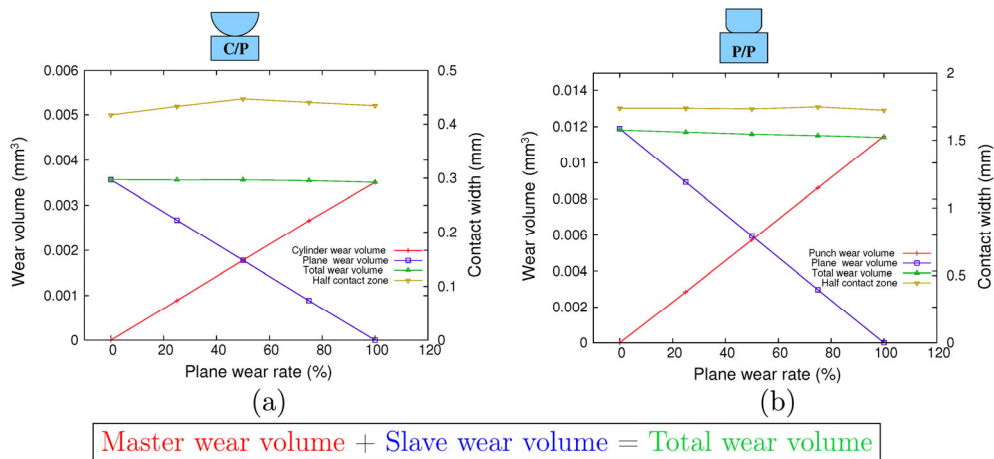 C/P
0.006
0.005
0.004
0.003
0.002
0.001
0
0.5
0.4
0.3
0.2
0.1
0
Wear volume (mm³)
Contact width (mm)
Cylinder wear volume
Plane wear volume
Total wear volume
Half contact zone
0 20 40 60 80 100 120
Plane wear rate (%)
(a)
P/P
0.014
0.012
0.01
0.008
0.006
0.004
0.002
0
2
1.5
1
0.5
0
Wear volume (mm³)
Contact width (mm)
Punch wear volume
Plane wear volume
Total wear volume
Half contact zone
0 20 40 60 80 100 120
Plane wear rate (%)
(b)
Master wear volume + Slave wear volume = Total wear volume